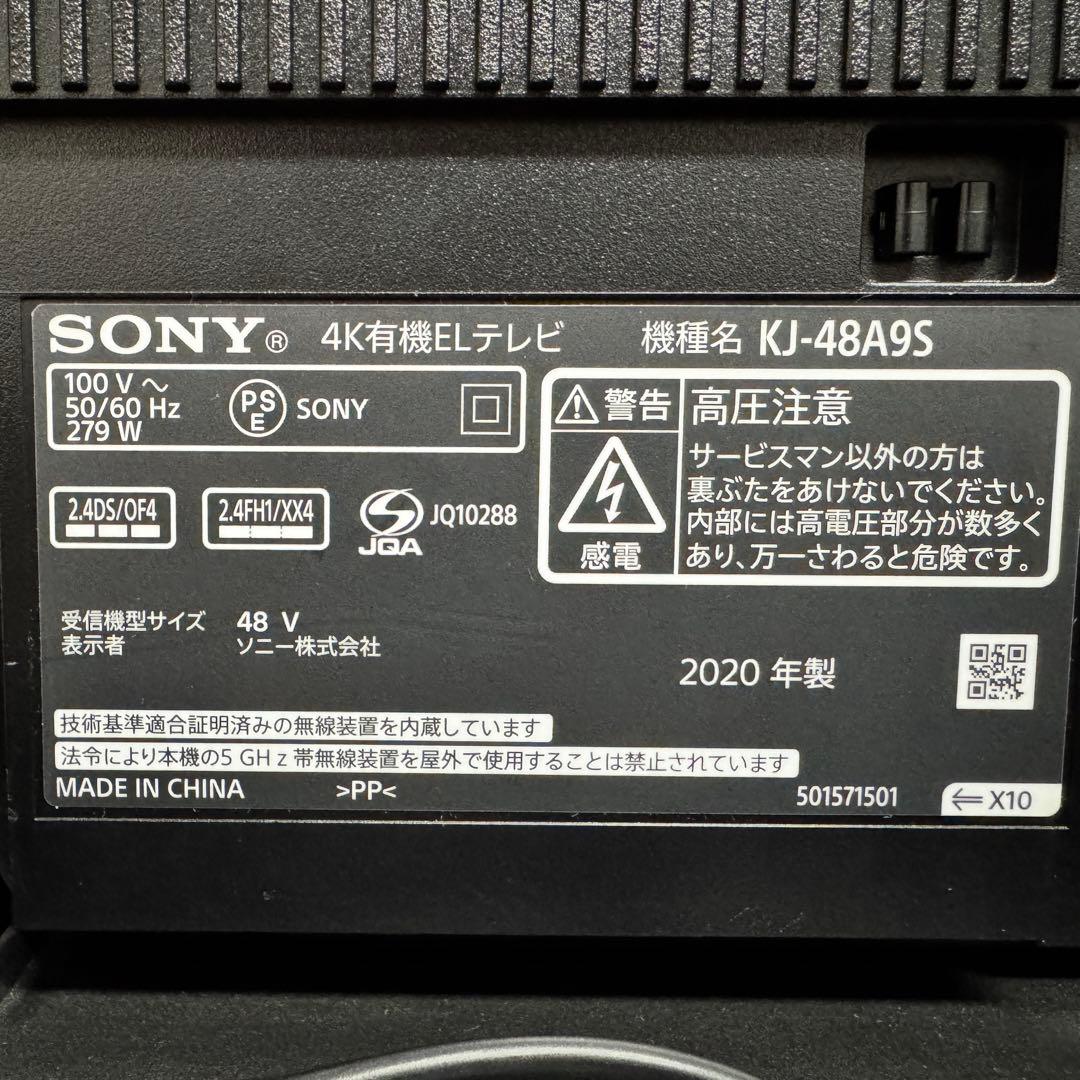 SONY® 4K有機ELテレビ 機種名 KJ-48A9S
100 V ～
50/60 Hz
279 W
PSE SONY
警告
感電
高圧注意
サービスマン以外の方は
裏ぶたをあけないでください。
内部には高電圧部分が数多く
あり、万一さわると危険です。
2.4DS/OF4
2.4FH1/XX4
JQA JQ10288
受信機型サイズ 48 V
表示者 ソニー株式会社
2020 年製
技術基準適合証明済みの無線装置を内蔵しています
法令により本機の5 GHz帯無線装置を屋外で使用することは禁止されています
MADE IN CHINA >PP< 501571501 ⇐ X10